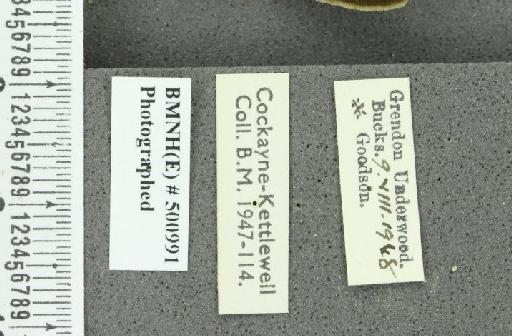 BMNH(E) # 500991
Photographed
Cockayne-Kettlewell
Coll. B.M. 1947-114.
Grendon Underwood,
Bucks. 9.VIII.1948
Goodson.